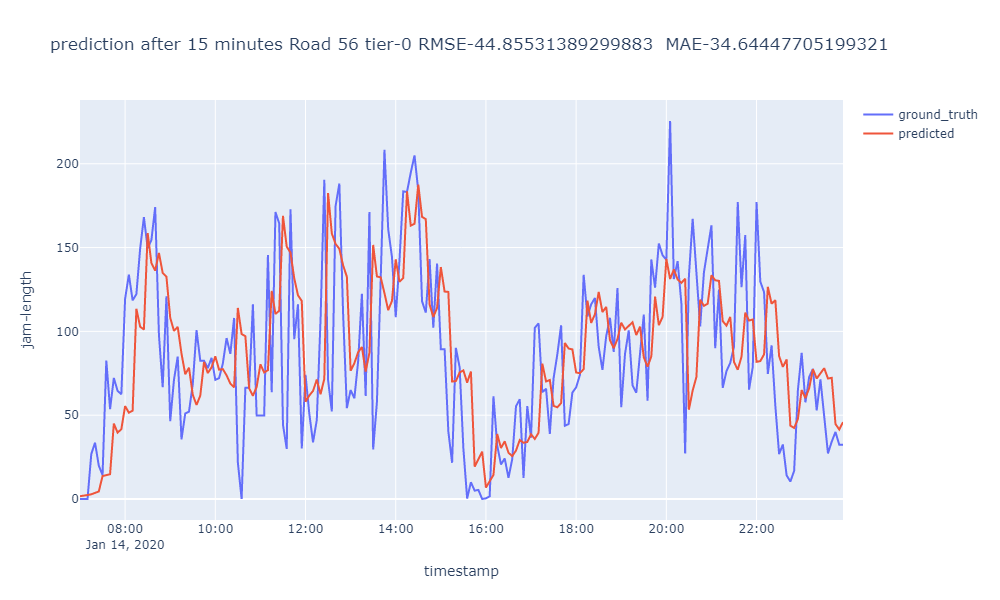 prediction after 15 minutes Road 56 tier-0 RMSE-44.85531389299883  MAE-34.64447705199321
ground_truth
predicted
jam-length
200
150
100
50
0
08:00 10:00 12:00 14:00 16:00 18:00 20:00 22:00
Jan 14, 2020
timestamp